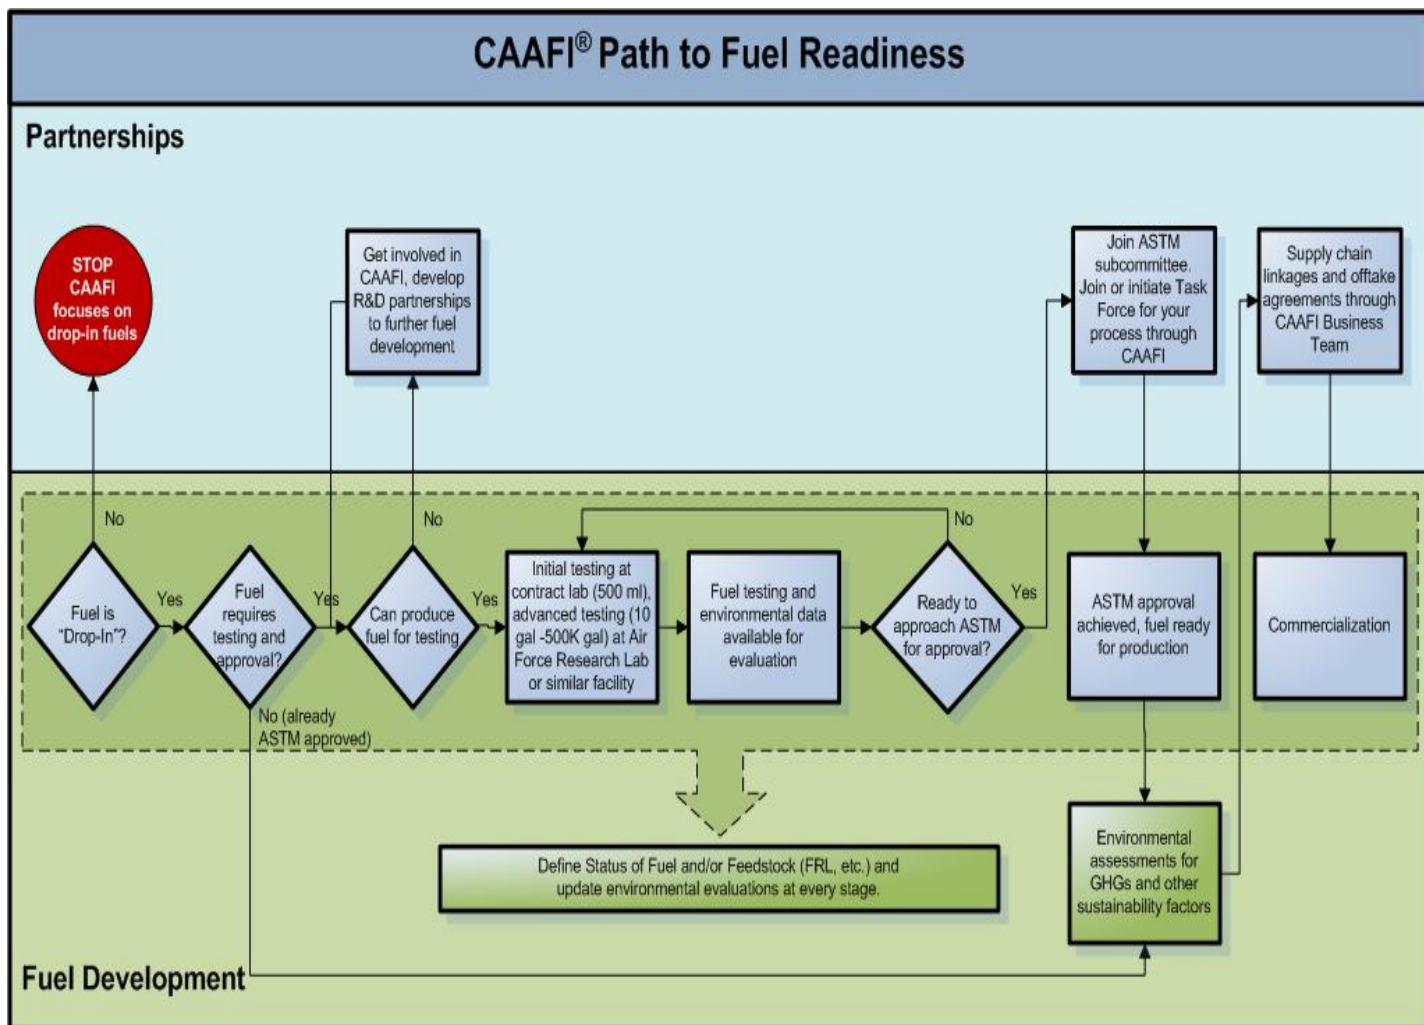 CAAFI® Path to Fuel Readiness
Partnerships
STOP
CAAFI
focuses on
drop-in fuels
Get involved in
CAAFI, develop
R&D partnerships
to further fuel
development
Join ASTM
subcommittee.
Join or initiate Task
Force for your
process through
CAAFI
Supply chain
linkages and offtake
agreements through
CAAFI Business
Team
No
Fuel is
“Drop-In”?
Yes
Fuel
requires
testing and
approval?
Yes
No (already
ASTM approved)
No
Can produce
fuel for testing
Yes
Initial testing at
contract lab (500 ml),
advanced testing (10
gal -500K gal) at Air
Force Research Lab
or similar facility
Fuel testing and
environmental data
available for
evaluation
No
Ready to
approach ASTM
for approval?
Yes
ASTM approval
achieved, fuel ready
for production
Commercialization
Define Status of Fuel and/or Feedstock (FRL, etc.) and
update environmental evaluations at every stage.
Environmental
assessments for
GHGs and other
sustainability factors
Fuel Development